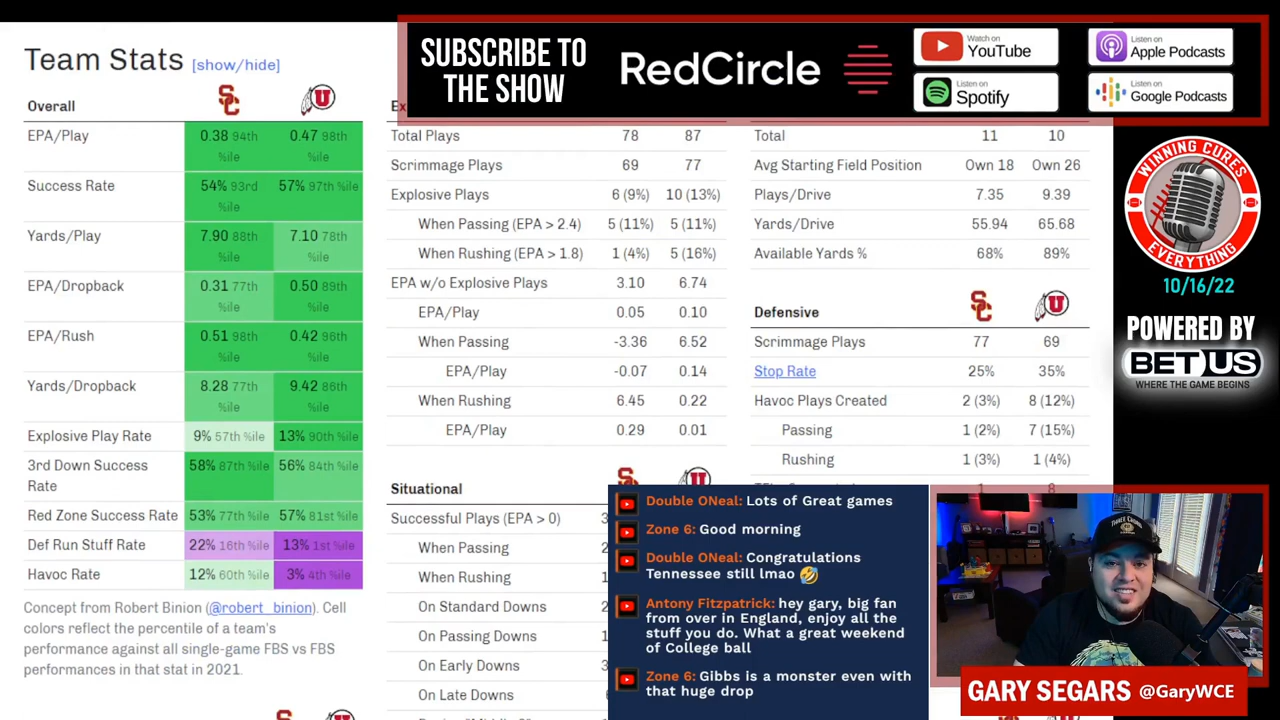 Team Stats [show/hide]
Overall
EPA/Play 0.38 94th %ile 0.47 98th %ile
Success Rate 54% 93rd %ile 57% 97th %ile
Yards/Play 7.90 88th %ile 7.10 78th %ile
EPA/Dropback 0.31 77th %ile 0.50 89th %ile
EPA/Rush 0.51 98th %ile 0.42 96th %ile
Yards/Dropback 8.28 77th %ile 9.42 86th %ile
Explosive Play Rate 9% 57th %ile 13% 90th %ile
3rd Down Success Rate 58% 87th %ile 56% 84th %ile
Red Zone Success Rate 53% 77th %ile 57% 81st %ile
Def Run Stuff Rate 22% 16th %ile 13% 1st %ile
Havoc Rate 12% 60th %ile 3% 4th %ile
Concept from Robert Binion (@robert_binion). Cell
colors reflect the percentile of a team's
performance against all single-game FBS vs FBS
performances in that stat in 2021.
SUBSCRIBE TO
THE SHOW
RedCircle
Watch on
YouTube
Listen on
Spotify
Listen on
Apple Podcasts
Listen on
Google Podcasts
Ex
Total Plays 78 87
Scrimmage Plays 69 77
Explosive Plays 6 (9%) 10 (13%)
When Passing (EPA > 2.4) 5 (11%) 5 (11%)
When Rushing (EPA > 1.8) 1 (4%) 5 (16%)
EPA w/o Explosive Plays 3.10 6.74
EPA/Play 0.05 0.10
When Passing -3.36 6.52
EPA/Play -0.07 0.14
When Rushing 6.45 0.22
EPA/Play 0.29 0.01
Situational
Successful Plays (EPA > 0) 3
When Passing 2
When Rushing 1
On Standard Downs 2
On Passing Downs 1
On Early Downs 3
On Late Downs
Total 11 10
Avg Starting Field Position Own 18 Own 26
Plays/Drive 7.35 9.39
Yards/Drive 55.94 65.68
Available Yards % 68% 89%
Defensive
Scrimmage Plays 77 69
Stop Rate 25% 35%
Havoc Plays Created 2 (3%) 8 (12%)
Passing 1 (2%) 7 (15%)
Rushing 1 (3%) 1 (4%)
1 8
Double ONeal: Lots of Great games
Zone 6: Good morning
Double ONeal: Congratulations
Tennessee still lmao 🤣
Antony Fitzpatrick: hey gary, big fan
from over in England, enjoy all the
stuff you do. What a great weekend
of College ball
Zone 6: Gibbs is a monster even with
that huge drop
WINNING CURES
EVERYTHING
10/16/22
POWERED BY
BETUS
WHERE THE GAME BEGINS
GARY SEGARS @GaryWCE